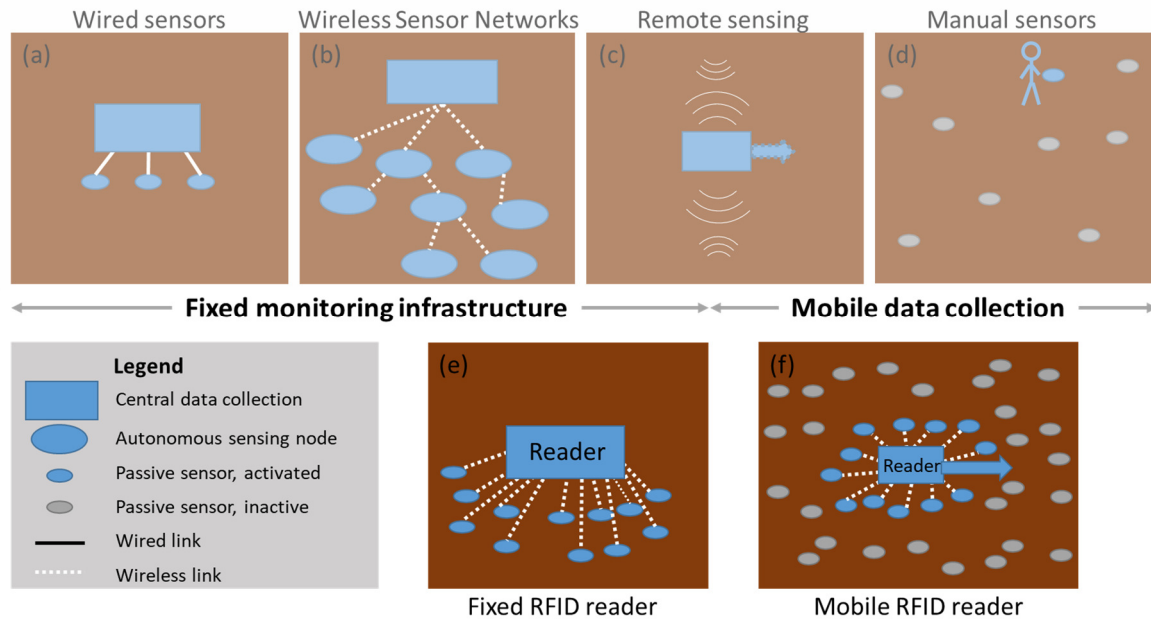 Wired sensors
Wireless Sensor Networks
Remote sensing
Manual sensors
(a)
(b)
(c)
(d)
Fixed monitoring infrastructure
Mobile data collection
Legend
Central data collection
Autonomous sensing node
Passive sensor, activated
Passive sensor, inactive
Wired link
Wireless link
(e)
Reader
Fixed RFID reader
(f)
Reader
Mobile RFID reader